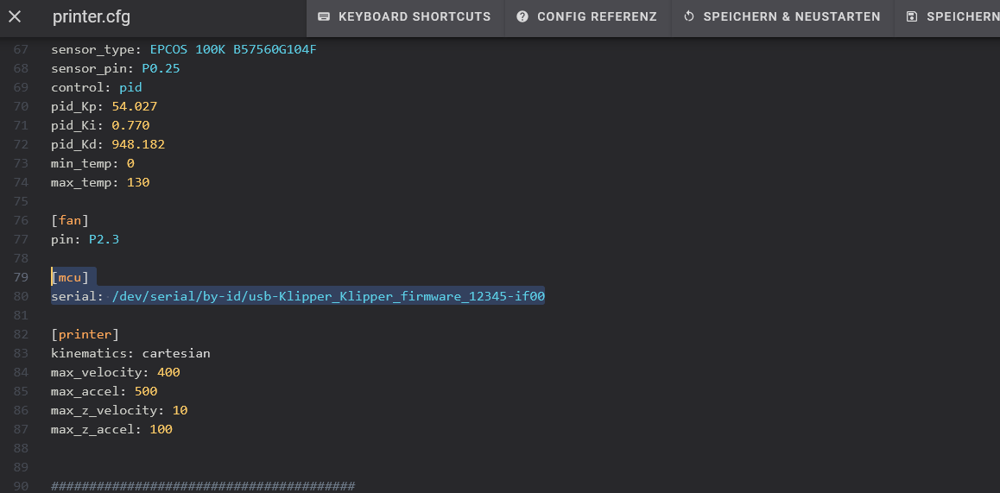 printer.cfg KEYBOARD SHORTCUTS CONFIG REFERENZ SPEICHERN & NEUSTARTEN SPEICHERN
67 sensor_type: EPCOS 100K B57560G104F
68 sensor_pin: P0.25
69 control: pid
70 pid_Kp: 54.027
71 pid_Ki: 0.770
72 pid_Kd: 948.182
73 min_temp: 0
74 max_temp: 130
75
76 [fan]
77 pin: P2.3
78
79 [mcu]
80 serial: /dev/serial/by-id/usb-Klipper_Klipper_firmware_12345-if00
81
82 [printer]
83 kinematics: cartesian
84 max_velocity: 400
85 max_accel: 500
86 max_z_velocity: 10
87 max_z_accel: 100
88
89
90 ########################################